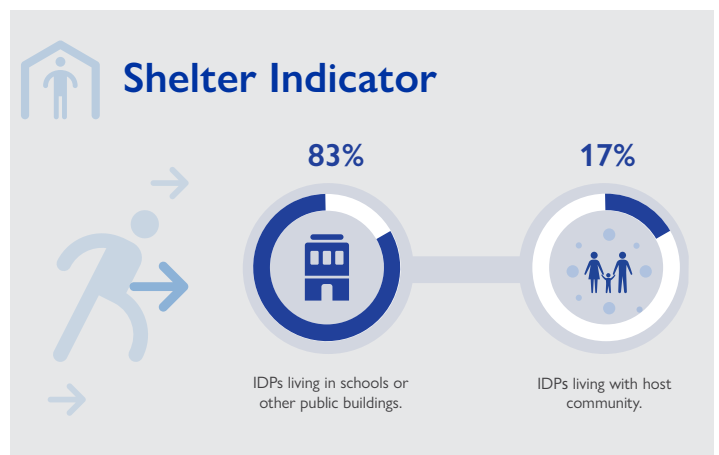 Shelter Indicator
83%
17%
IDPs living in schools or
other public buildings.
IDPs living with host
community.